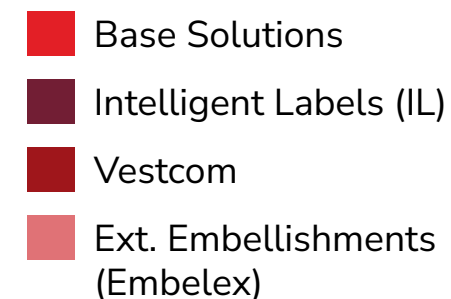 Base Solutions
Intelligent Labels (IL)
Vestcom
Ext. Embellishments
(Embelex)